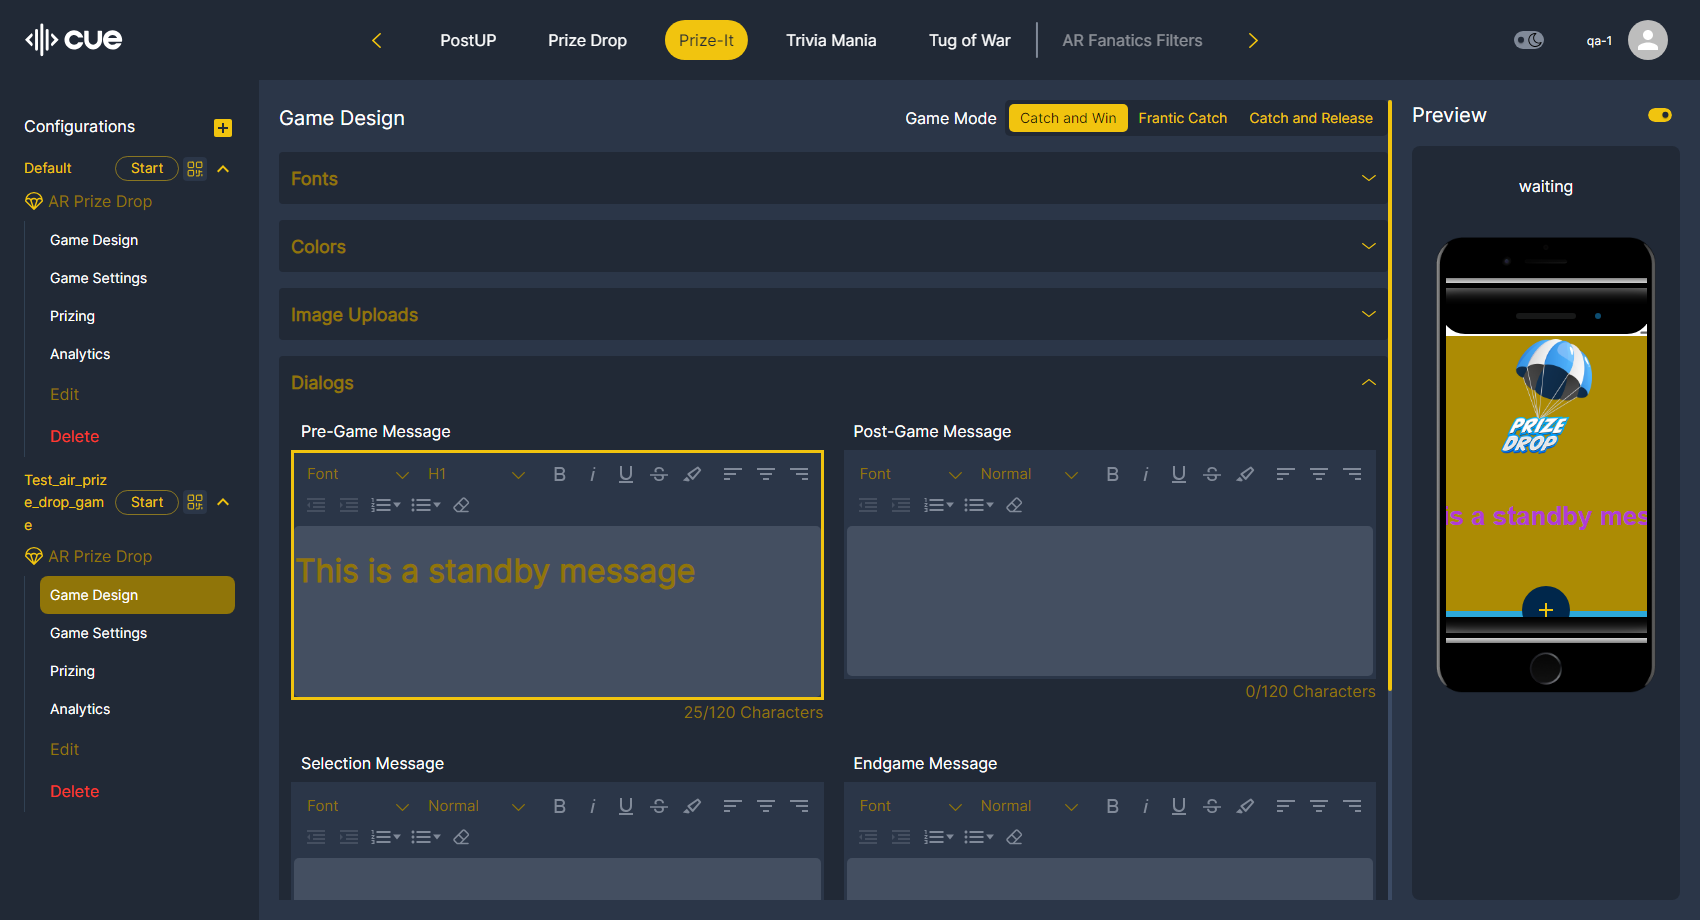 cue
PostUP
Prize Drop
Prize-It
Trivia Mania
Tug of War
AR Fanatics Filters
qa-1
Configurations
Default
Start
AR Prize Drop
Game Design
Game Settings
Prizing
Analytics
Edit
Delete
Test_air_priz
e_drop_gam
e
Start
AR Prize Drop
Game Design
Game Settings
Prizing
Analytics
Edit
Delete
Game Design
Game Mode
Catch and Win
Frantic Catch
Catch and Release
Fonts
Colors
Image Uploads
Dialogs
Pre-Game Message
Font
H1
This is a standby message
25/120 Characters
Post-Game Message
Font
Normal
0/120 Characters
Selection Message
Font
Normal
Endgame Message
Font
Normal
Preview
waiting
PRIZE
DROP
is a standby mes